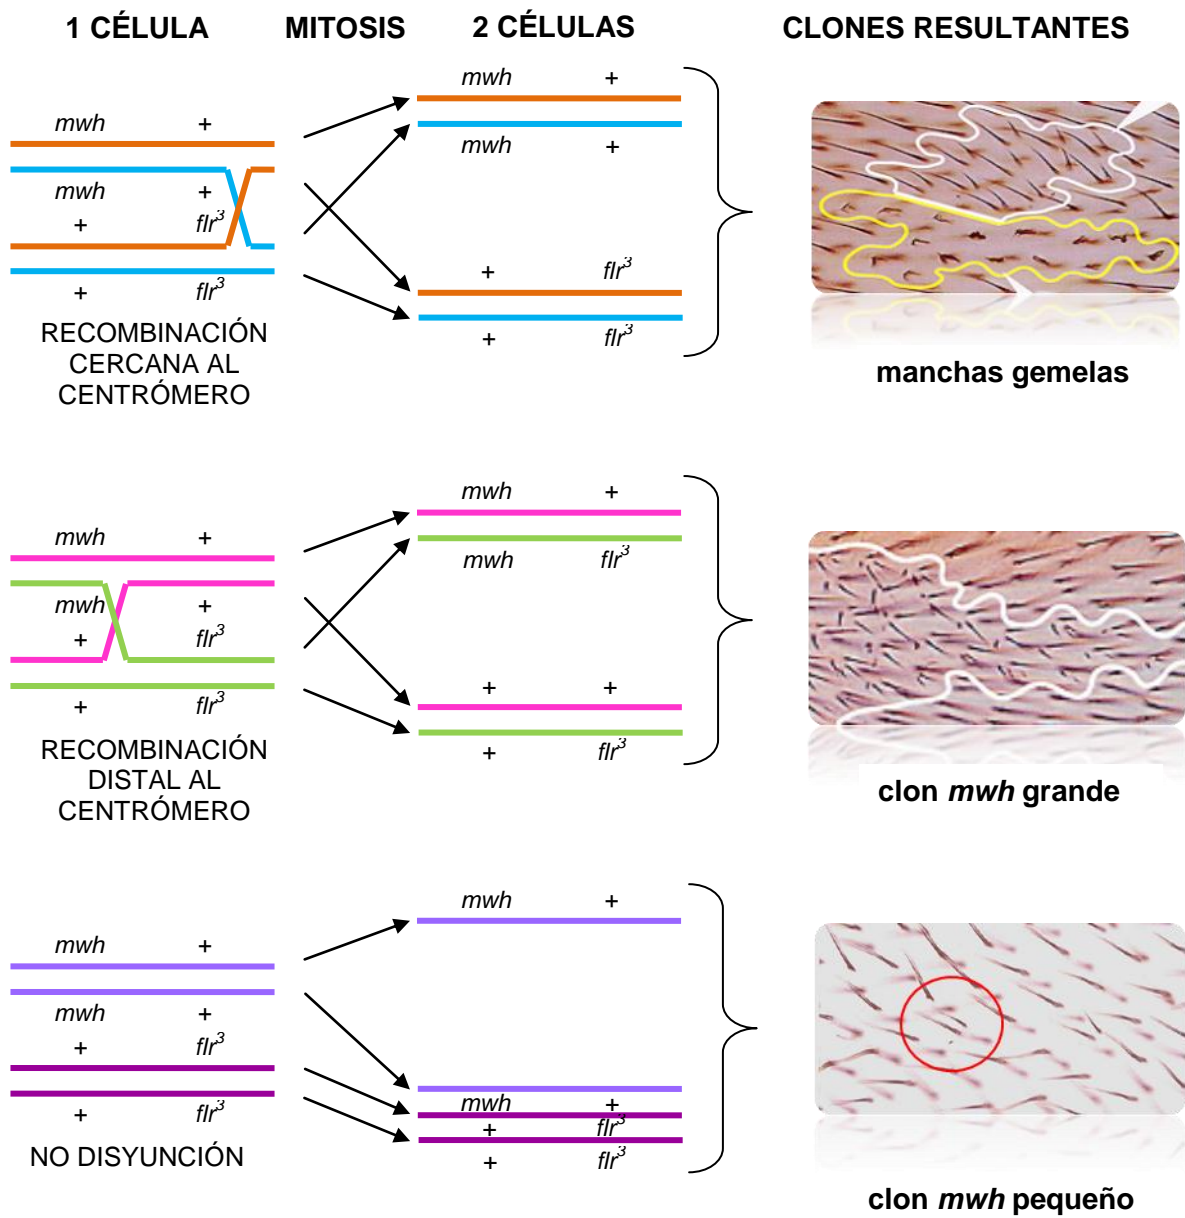 1 CÉLULA MITOSIS 2 CÉLULAS CLONES RESULTANTES
mwh +
mwh +
+ flr³
+ flr³
RECOMBINACIÓN
CERCANA AL
CENTRÓMERO
mwh +
mwh +
+ flr³
+ flr³
manchas gemelas
mwh +
mwh +
+ flr³
+ flr³
RECOMBINACIÓN
DISTAL AL
CENTRÓMERO
mwh +
mwh flr³
+ +
+ flr³
clon mwh grande
mwh +
mwh +
+ flr³
+ flr³
NO DISYUNCIÓN
mwh +
mwh +
+ flr³
+ flr³
clon mwh pequeño